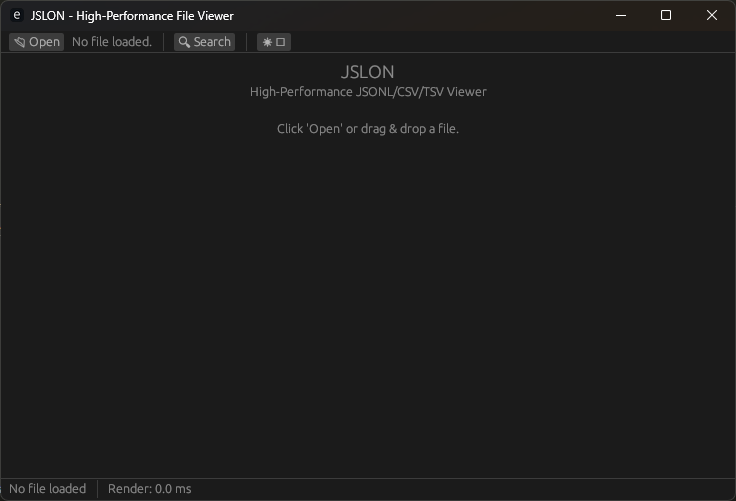 JSLON - High-Performance File Viewer
Open No file loaded. Search
JSLON
High-Performance JSONL/CSV/TSV Viewer
Click 'Open' or drag & drop a file.
No file loaded Render: 0.0 ms